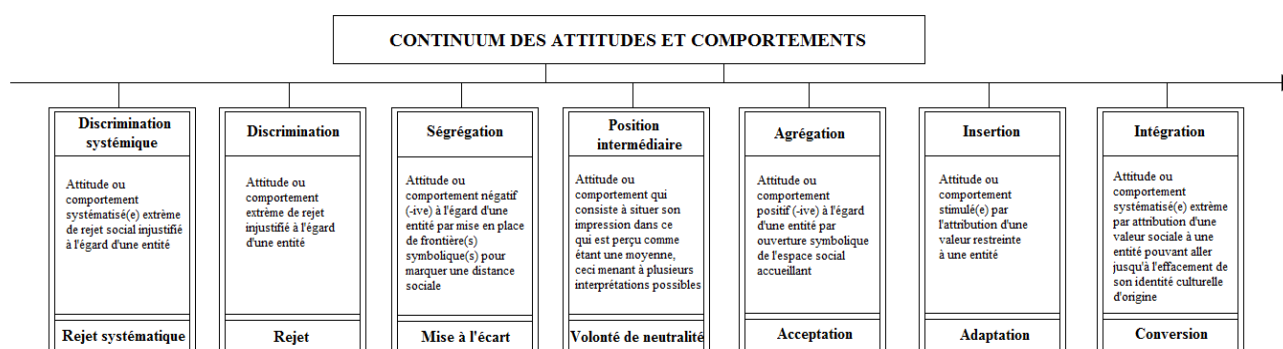 CONTINUUM DES ATTITUDES ET COMPORTEMENTS
Discrimination
systémique
Attitude ou
comportement
systématisé(e) extrême
de rejet social injustifié
à l'égard d'une entité
Rejet systématique
Discrimination
Attitude ou
comportement
extrême de rejet
injustifié à l'égard
d'une entité
Rejet
Ségrégation
Attitude ou
comportement négatif
(-ive) à l'égard d'une
entité par mise en place
de frontière(s)
symbolique(s) pour
marquer une distance
sociale
Mise à l'écart
Position
intermédiaire
Attitude ou
comportement qui
consiste à situer son
impression dans ce
qui est perçu comme
étant une moyenne,
ceci menant à plusieurs
interprétations possibles
Volonté de neutralité
Agrégation
Attitude ou
comportement
positif (-ive) à l'égard
d'une entité par
ouverture symbolique
de l'espace social
accueillant
Acceptation
Insertion
Attitude ou
comportement
stimulé(e) par
l'attribution d'une
valeur restreinte
à une entité
Adaptation
Intégration
Attitude ou
comportement
systématisé(e) extrême
par attribution d'une
valeur sociale à une
entité pouvant aller
jusqu'à l'effacement de
son identité culturelle
d'origine
Conversion